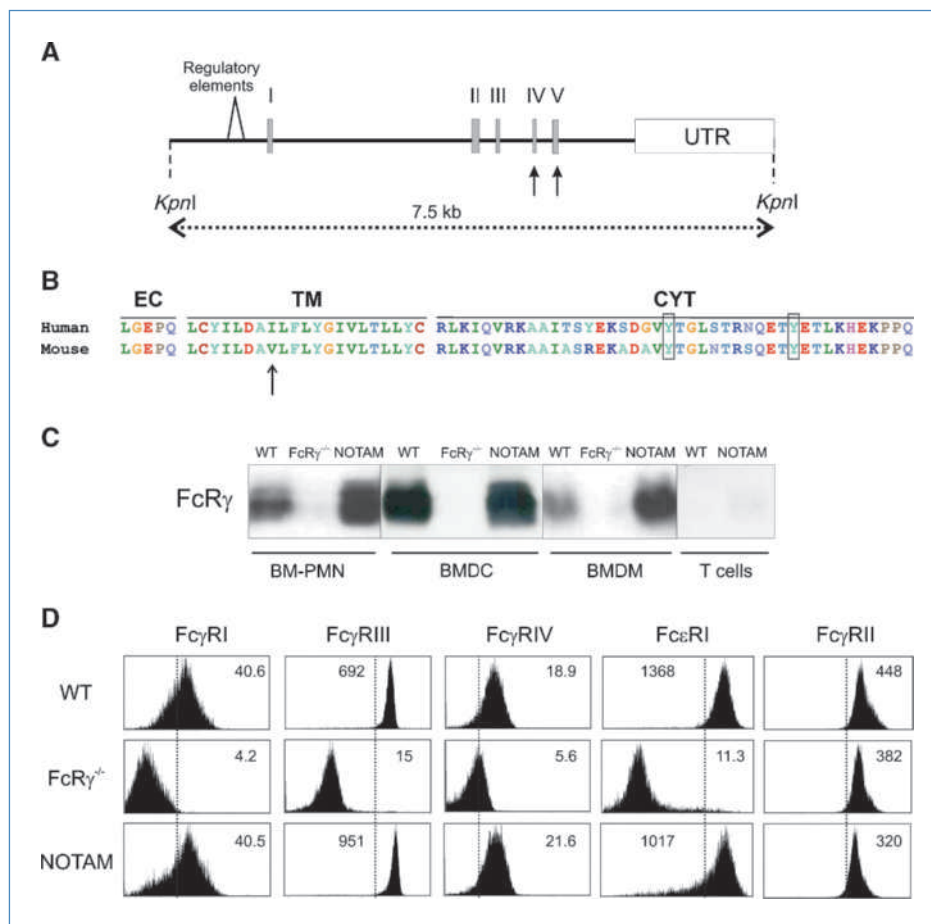 A
Regulatory
elements
I II III IV V
UTR
KpnI KpnI
7.5 kb
B
EC TM CYT
Human LGEPQ LCYILDAILFLYGIVLTLLYC RLKIQVRKAAITSYEKSDGVYTGLSTRNQETYETLKHEKPPQ
Mouse LGEPQ LCYILDAVLFLYGIVLTLLYC RLKIQVRKAAIASREKADAVYTGLNTRSQETYETLKHEKPPQ
C
WT FcRγ-/- NOTAM WT FcRγ-/- NOTAM WT FcRγ-/- NOTAM WT NOTAM
FcRγ
BM-PMN BMDC BMDM T cells
D
FcγRI FcγRIII FcγRIV FcεRI FcγRII
WT 40.6 692 18.9 1368 448
FcRγ-/- 4.2 15 5.6 11.3 382
NOTAM 40.5 951 21.6 1017 320